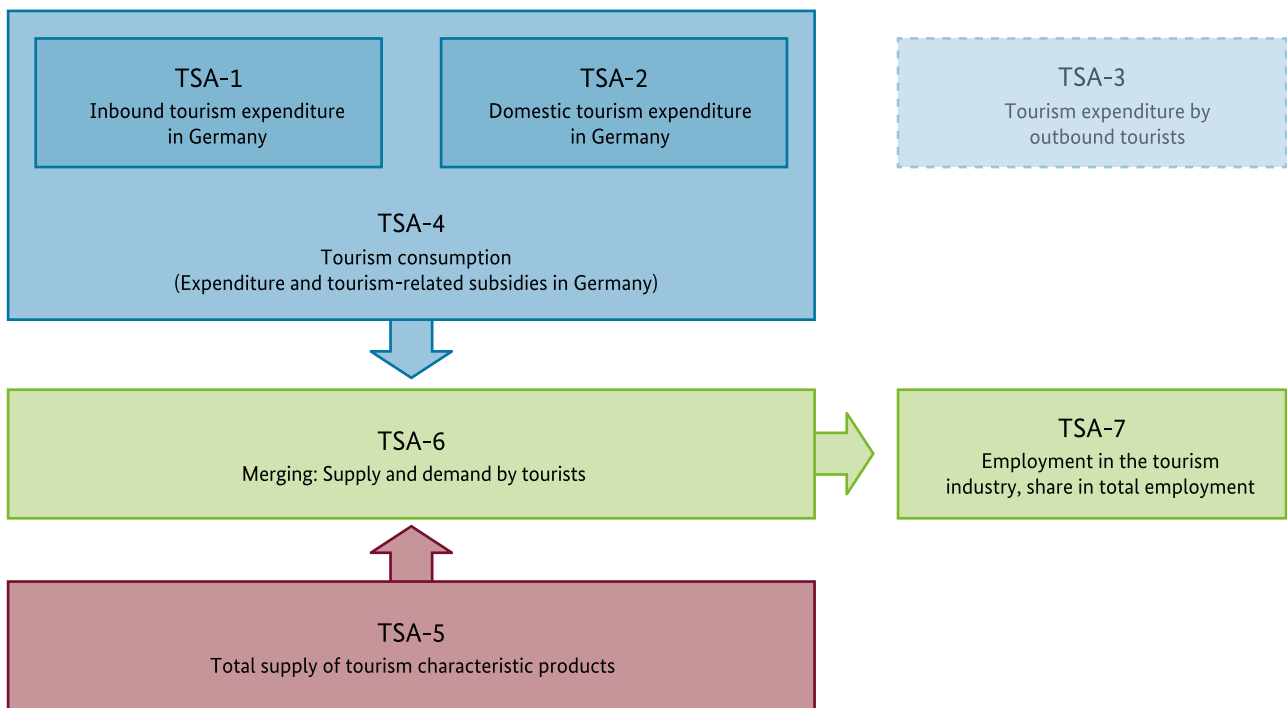 TSA-1
Inbound tourism expenditure
in Germany
TSA-2
Domestic tourism expenditure
in Germany
TSA-3
Tourism expenditure by
outbound tourists
TSA-4
Tourism consumption
(Expenditure and tourism-related subsidies in Germany)
TSA-6
Merging: Supply and demand by tourists
TSA-7
Employment in the tourism
industry, share in total employment
TSA-5
Total supply of tourism characteristic products